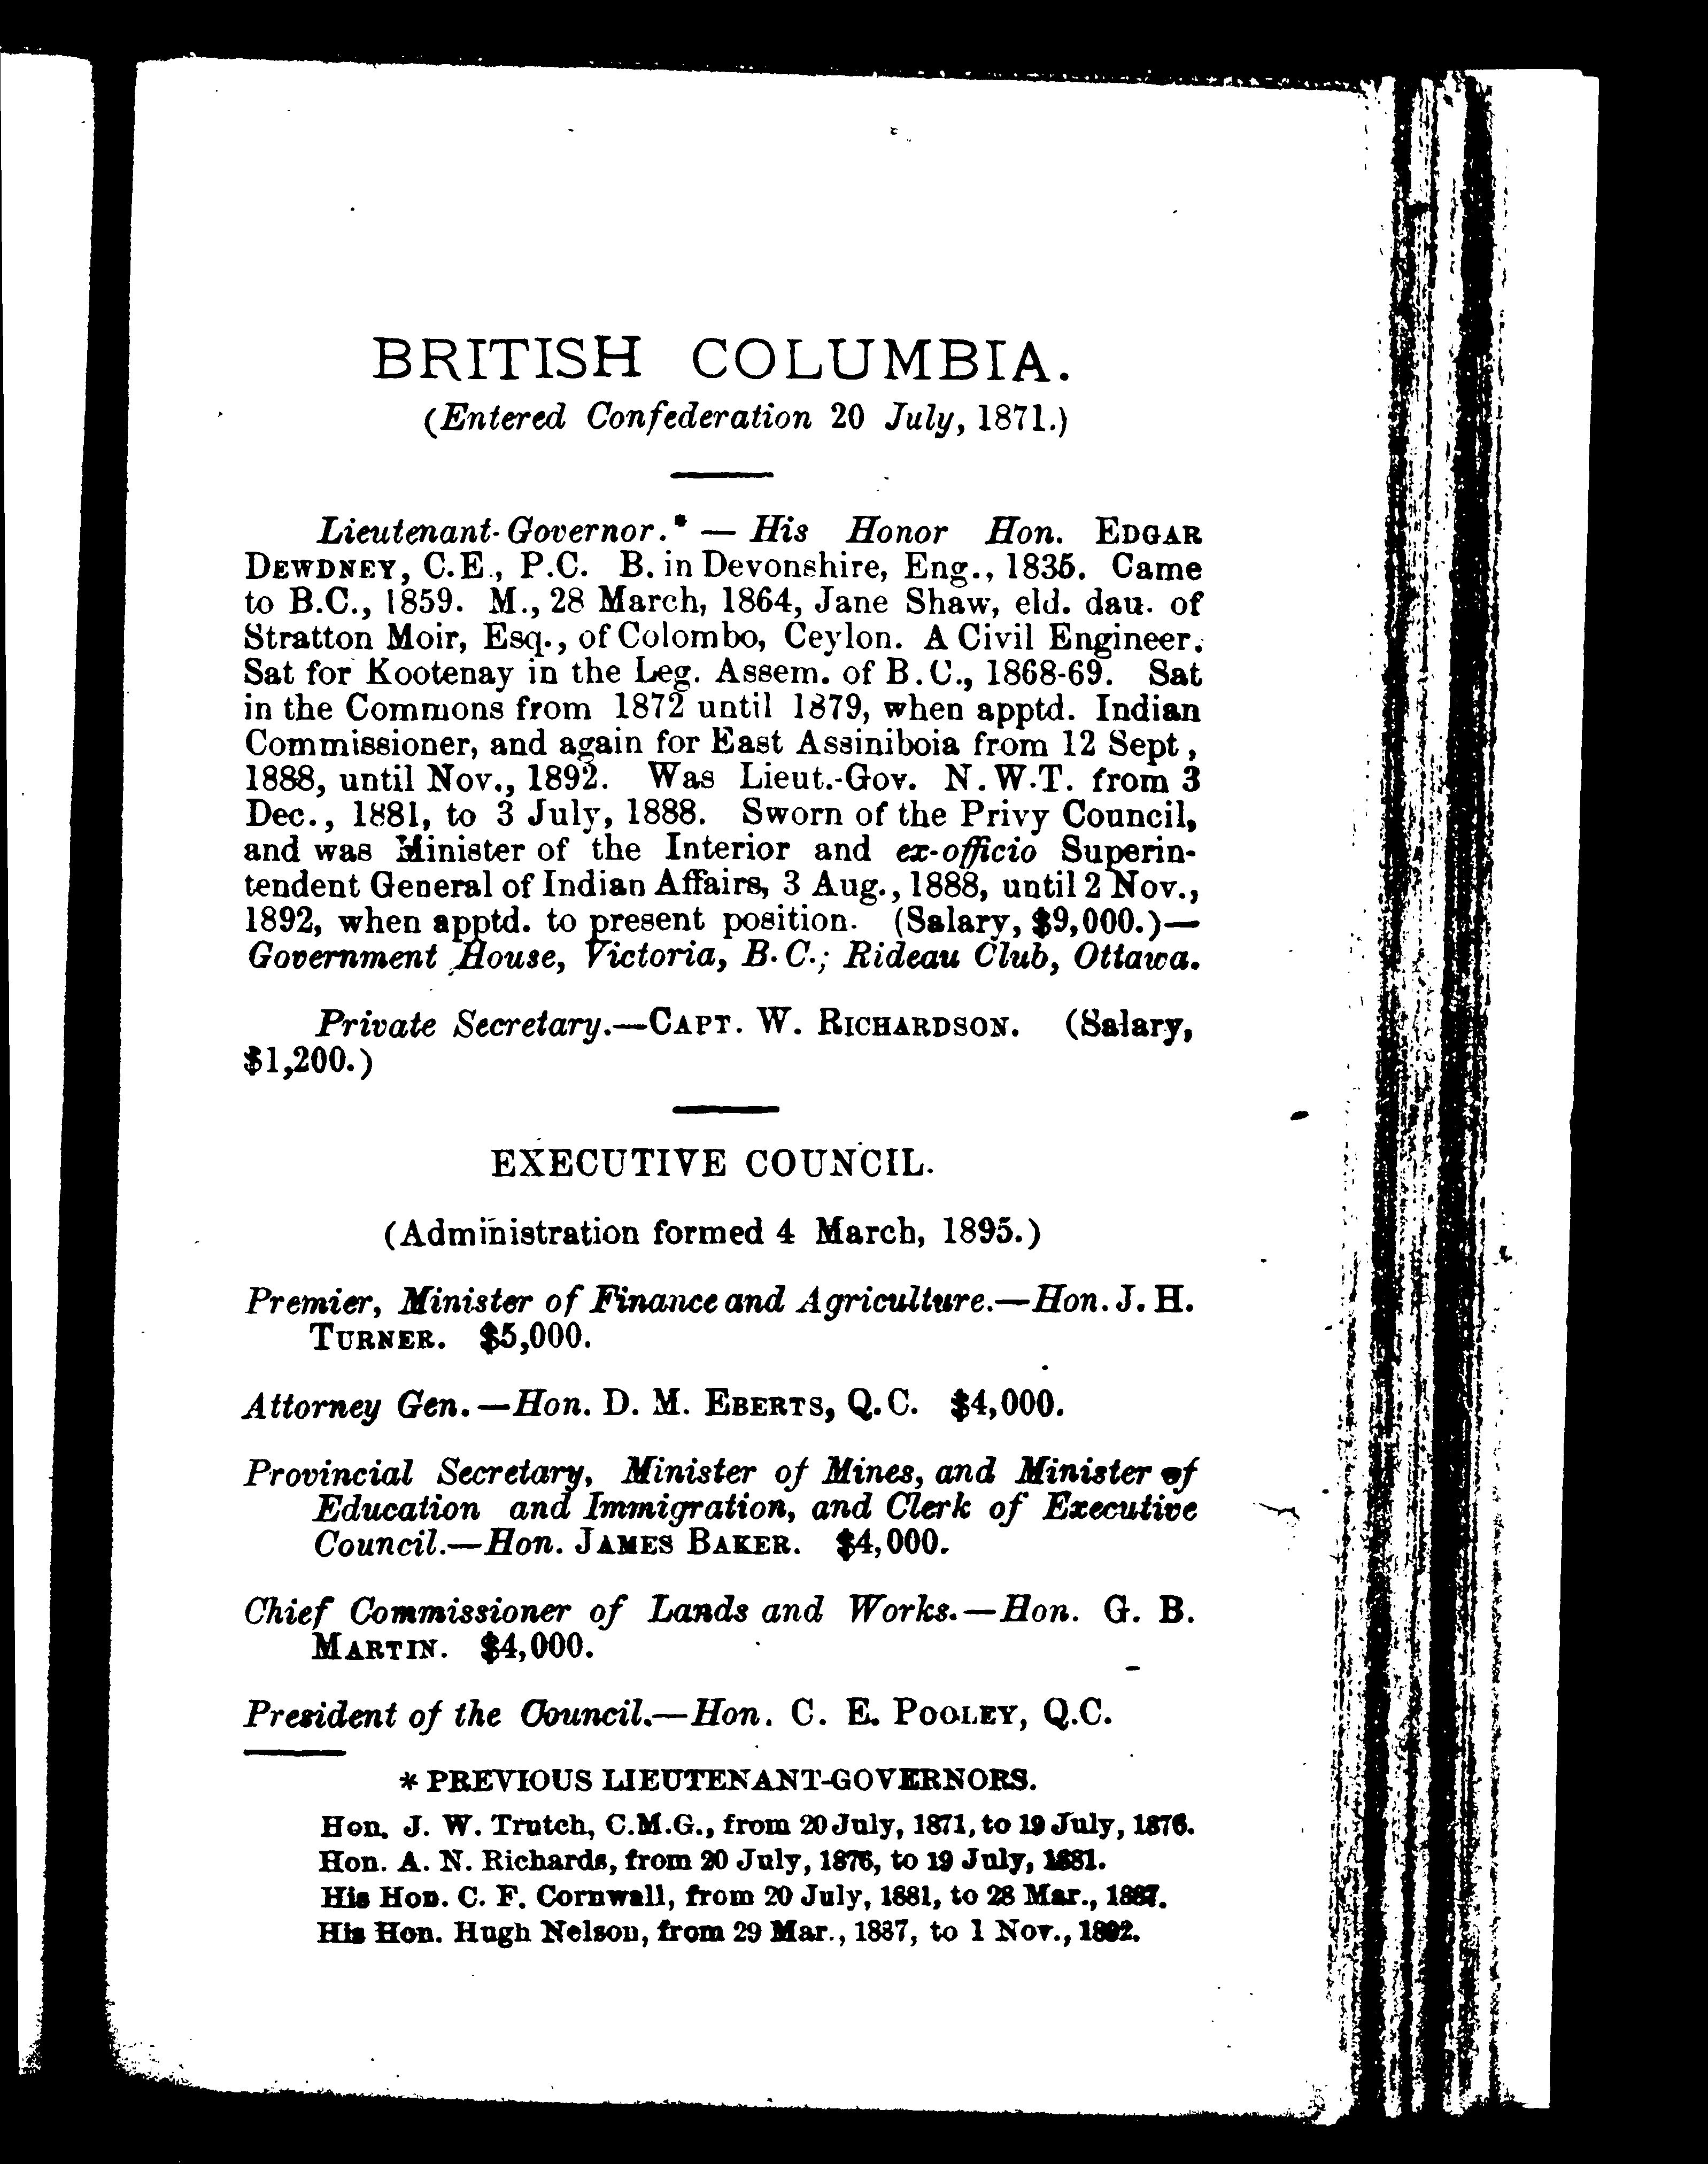 BRITISH COLUMBIA.
(Entered Confederation 20 July, 1871.)
Lieutenant-Governor.* — His Honor Hon. EDGAR
DEWDNEY, C.E., P.C. B. in Devonshire, Eng., 1835. Came
to B.C., 1859. M., 28 March, 1864, Jane Shaw, eld. dau. of
Stratton Moir, Esq., of Colombo, Ceylon. A Civil Engineer.
Sat for Kootenay in the Leg. Assem. of B.C., 1868-69. Sat
in the Commons from 1872 until 1879, when apptd. Indian
Commissioner, and again for East Assiniboia from 12 Sept,
1888, until Nov., 1892. Was Lieut.-Gov. N.W.T. from 3
Dec., 1881, to 3 July, 1888. Sworn of the Privy Council,
and was Minister of the Interior and ex-officio Superin-
tendent General of Indian Affairs, 3 Aug., 1888, until 2 Nov.,
1892, when apptd. to present position. (Salary, $9,000.)—
Government House, Victoria, B.C.; Rideau Club, Ottawa.
Private Secretary.—CAPT. W. RICHARDSON. (Salary,
$1,200.)
EXECUTIVE COUNCIL.
(Administration formed 4 March, 1895.)
Premier, Minister of Finance and Agriculture.—Hon. J. H.
TURNER. $5,000.
Attorney Gen.—Hon. D. M. EBERTS, Q.C. $4,000.
Provincial Secretary, Minister of Mines, and Minister of
Education and Immigration, and Clerk of Executive
Council.—Hon. JAMES BAKER. $4,000.
Chief Commissioner of Lands and Works.—Hon. G. B.
MARTIN. $4,000.
President of the Council.—Hon. C. E. POOLEY, Q.C.
* PREVIOUS LIEUTENANT-GOVERNORS.
Hon. J. W. Trutch, C.M.G., from 20 July, 1871, to 19 July, 1876.
Hon. A. N. Richards, from 20 July, 1876, to 19 July, 1881.
His Hon. C. F. Cornwall, from 20 July, 1881, to 28 Mar., 1887.
His Hon. Hugh Nelson, from 29 Mar., 1887, to 1 Nov., 1892.